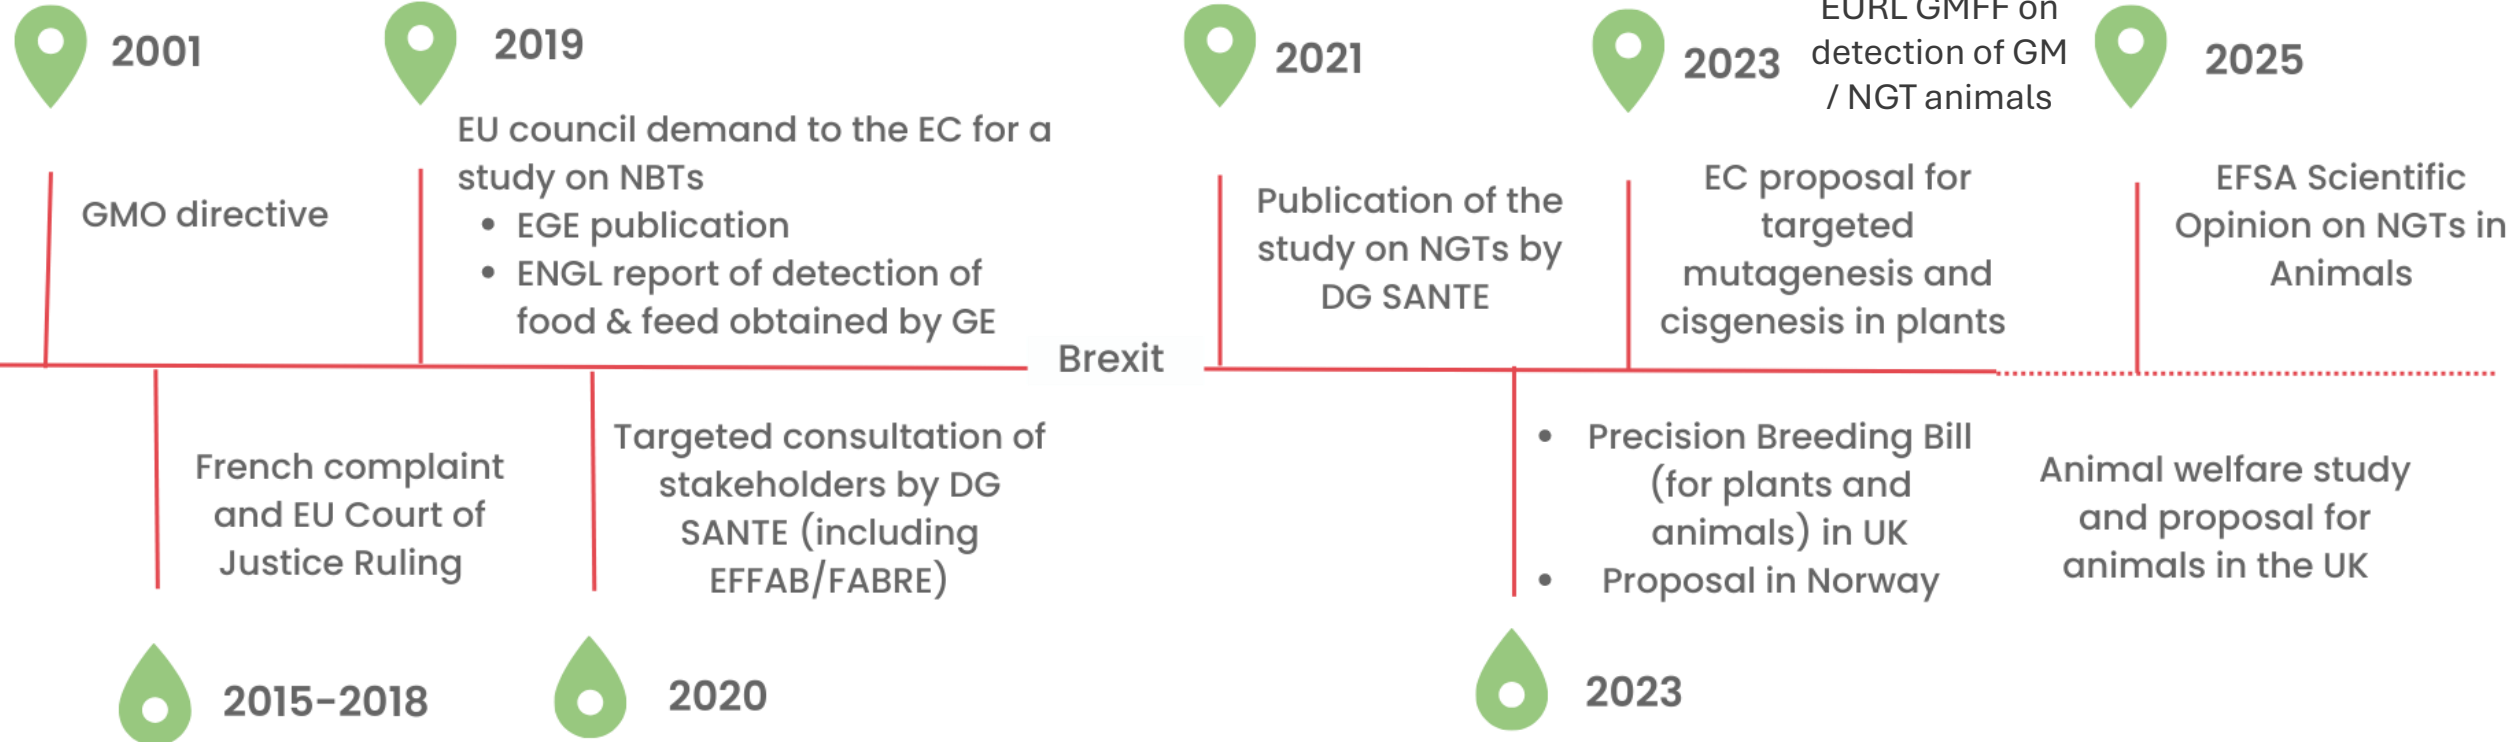 2001
GMO directive
2015-2018
French complaint
and EU Court of
Justice Ruling
2019
EU council demand to the EC for a
study on NBTs
• EGE publication
• ENGL report of detection of
food & feed obtained by GE
2020
Targeted consultation of
stakeholders by DG
SANTE (including
EFFAB/FABRE)
Brexit
2021
Publication of the
study on NGTs by
DG SANTE
2023
• Precision Breeding Bill
(for plants and
animals) in UK
• Proposal in Norway
2023
EC proposal for
targeted
mutagenesis and
cisgenesis in plants
EURL GMFF on
detection of GM
/ NGT animals
2025
EFSA Scientific
Opinion on NGTs in
Animals
Animal welfare study
and proposal for
animals in the UK